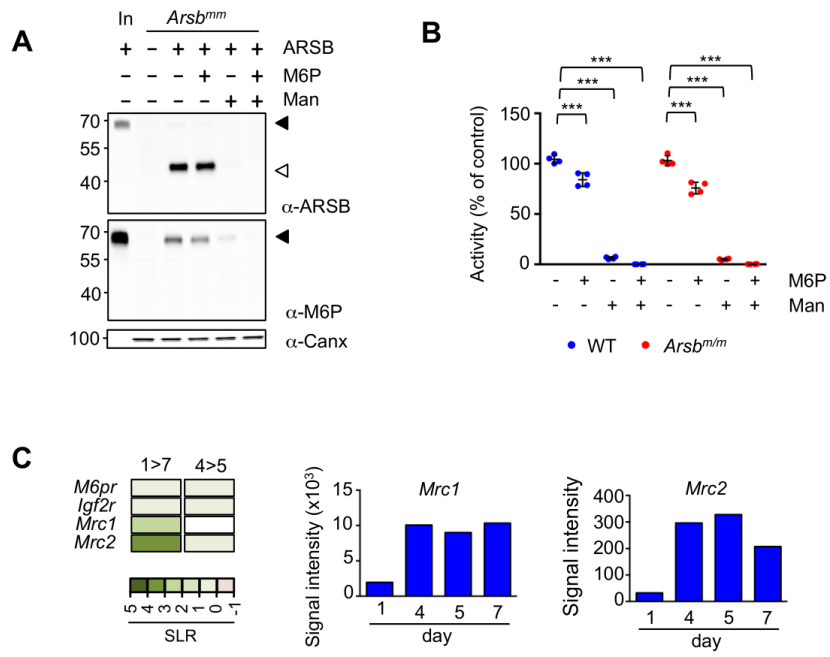 A
In Arsb^mm
+ - + + + + ARSB
- - - + - + M6P
- - - - + + Man
70
55
40
α-ARSB
70
55
40
α-M6P
100
α-Canx
B
*** ***
*** ***
*** ***
Activity (% of control)
150
100
50
0
- + - + - + - + M6P
- - + + - - + + Man
WT Arsb^m/m
C
1>7 4>5
M6pr
Igf2r
Mrc1
Mrc2
5 4 3 2 1 0 -1
SLR
Mrc1
Signal intensity (x10³)
15
10
5
0
1 4 5 7
day
Mrc2
Signal intensity
400
300
200
100
0
1 4 5 7
day